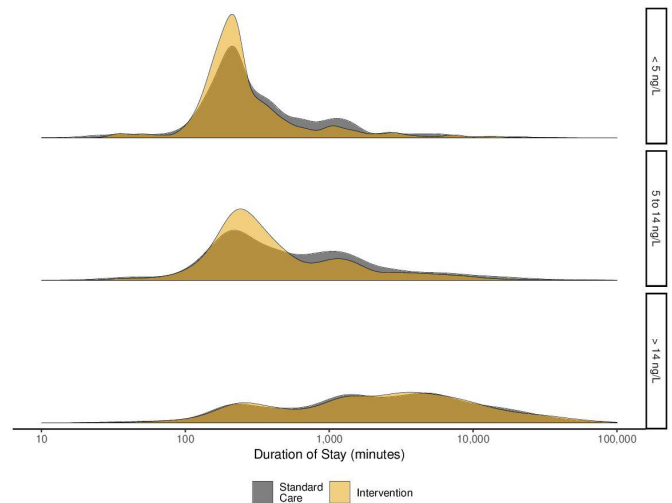 < 5 ng/L
5 to 14 ng/L
> 14 ng/L
10 100 1,000 10,000 100,000
Duration of Stay (minutes)
Standard
Care
Intervention